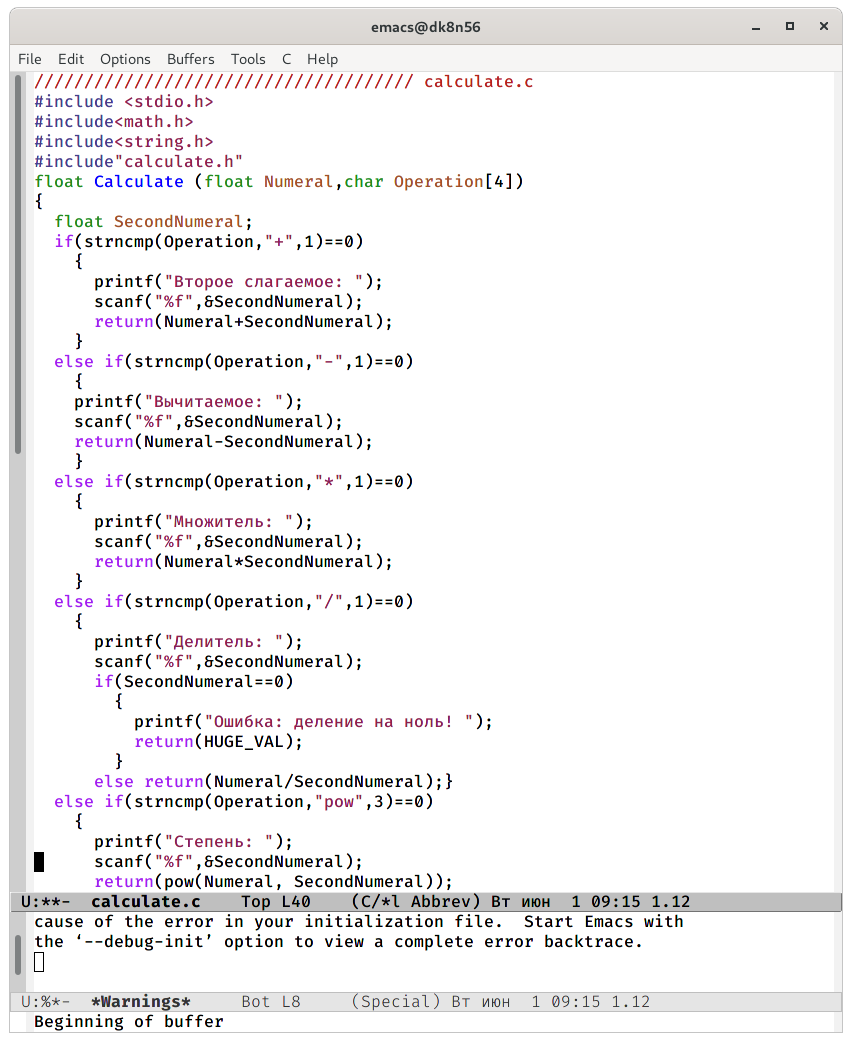 emacs@dk8n56
File Edit Options Buffers Tools C Help
////////////////////////////////////// calculate.c
#include <stdio.h>
#include<math.h>
#include<string.h>
#include"calculate.h"
float Calculate (float Numeral,char Operation[4])
{
  float SecondNumeral;
  if(strncmp(Operation,"+",1)==0)
    {
      printf("Второе слагаемое: ");
      scanf("%f",&SecondNumeral);
      return(Numeral+SecondNumeral);
    }
  else if(strncmp(Operation,"-",1)==0)
    {
    printf("Вычитаемое: ");
    scanf("%f",&SecondNumeral);
    return(Numeral-SecondNumeral);
    }
  else if(strncmp(Operation,"*",1)==0)
    {
      printf("Множитель: ");
      scanf("%f",&SecondNumeral);
      return(Numeral*SecondNumeral);
    }
  else if(strncmp(Operation,"/",1)==0)
    {
      printf("Делитель: ");
      scanf("%f",&SecondNumeral);
      if(SecondNumeral==0)
        {
          printf("Ошибка: деление на ноль! ");
          return(HUGE_VAL);
        }
      else return(Numeral/SecondNumeral);}
  else if(strncmp(Operation,"pow",3)==0)
    {
      printf("Степень: ");
      scanf("%f",&SecondNumeral);
      return(pow(Numeral, SecondNumeral));
U:**-  calculate.c    Top L40    (C/*l Abbrev) Вт июн  1 09:15 1.12
cause of the error in your initialization file.  Start Emacs with
the ‘--debug-init’ option to view a complete error backtrace.
U:%*-  *Warnings*     Bot L8     (Special) Вт июн  1 09:15 1.12
Beginning of buffer